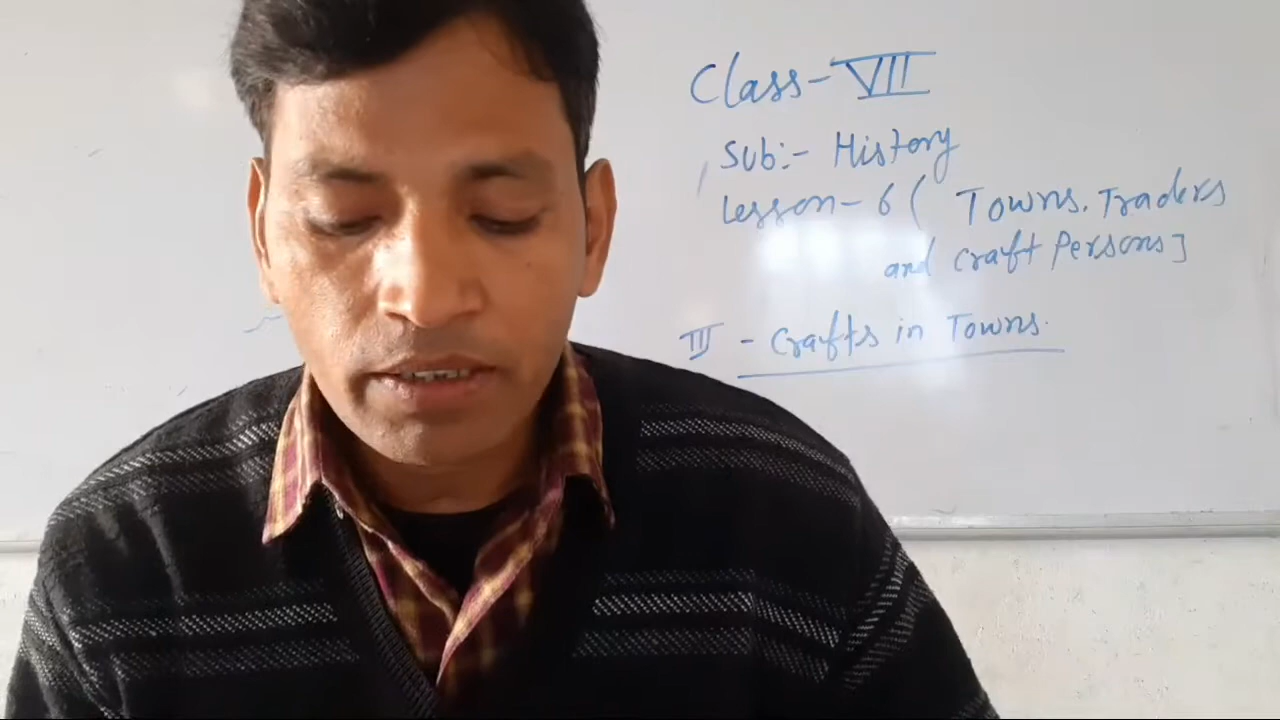 Class-VII
Sub:- History
Lesson-6 ( Towns, Traders
and craft Persons]
III - Crafts in Towns.